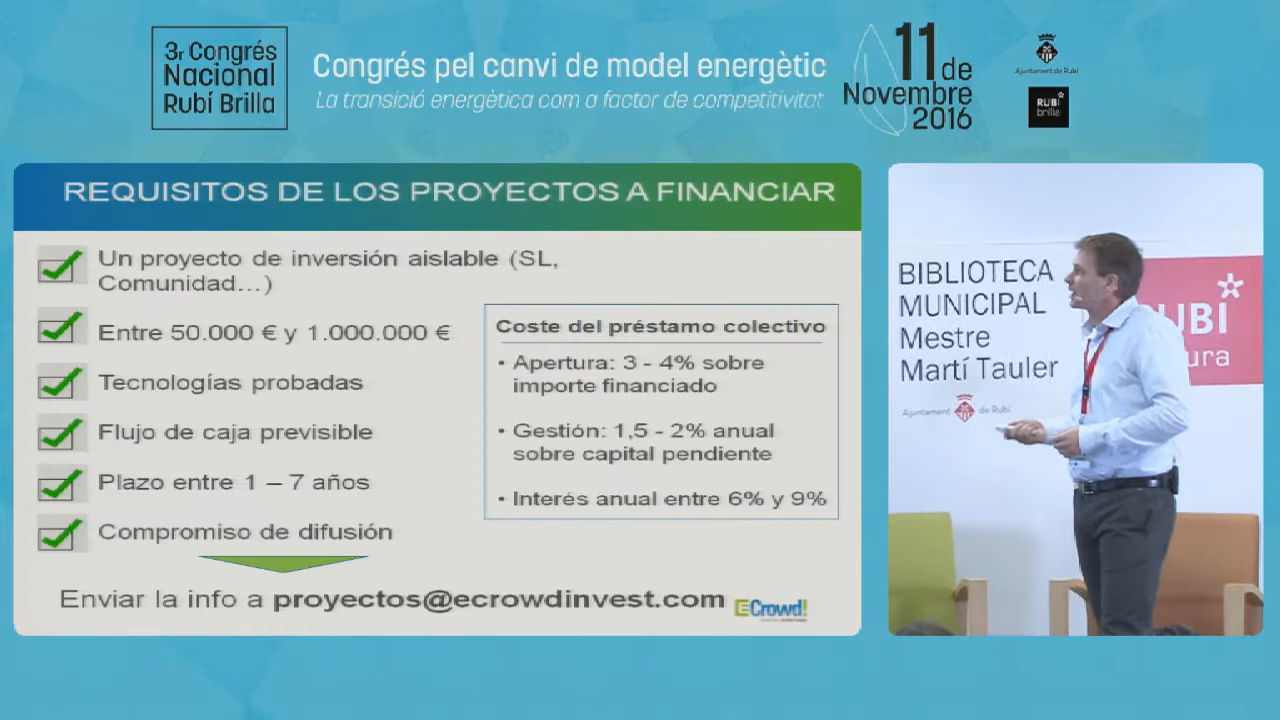 3r Congrés
Nacional
Rubí Brilla
Congrés pel canvi de model energètic
La transició energètica com a factor de competitivitat
11 de
Novembre
2016
Ajuntament de Rubí
RUBÍ
brilla
REQUISITOS DE LOS PROYECTOS A FINANCIAR
Un proyecto de inversión aislable (SL,
Comunidad…)
Entre 50.000 € y 1.000.000 €
Tecnologías probadas
Flujo de caja previsible
Plazo entre 1 – 7 años
Compromiso de difusión
Coste del préstamo colectivo
• Apertura: 3 - 4% sobre
importe financiado
• Gestión: 1,5 - 2% anual
sobre capital pendiente
• Interés anual entre 6% y 9%
Enviar la info a proyectos@ecrowdinvest.com
ECrowd!
BIBLIOTECA
MUNICIPAL
Mestre
Martí Tauler
Ajuntament de Rubí
RUBÍ
ura